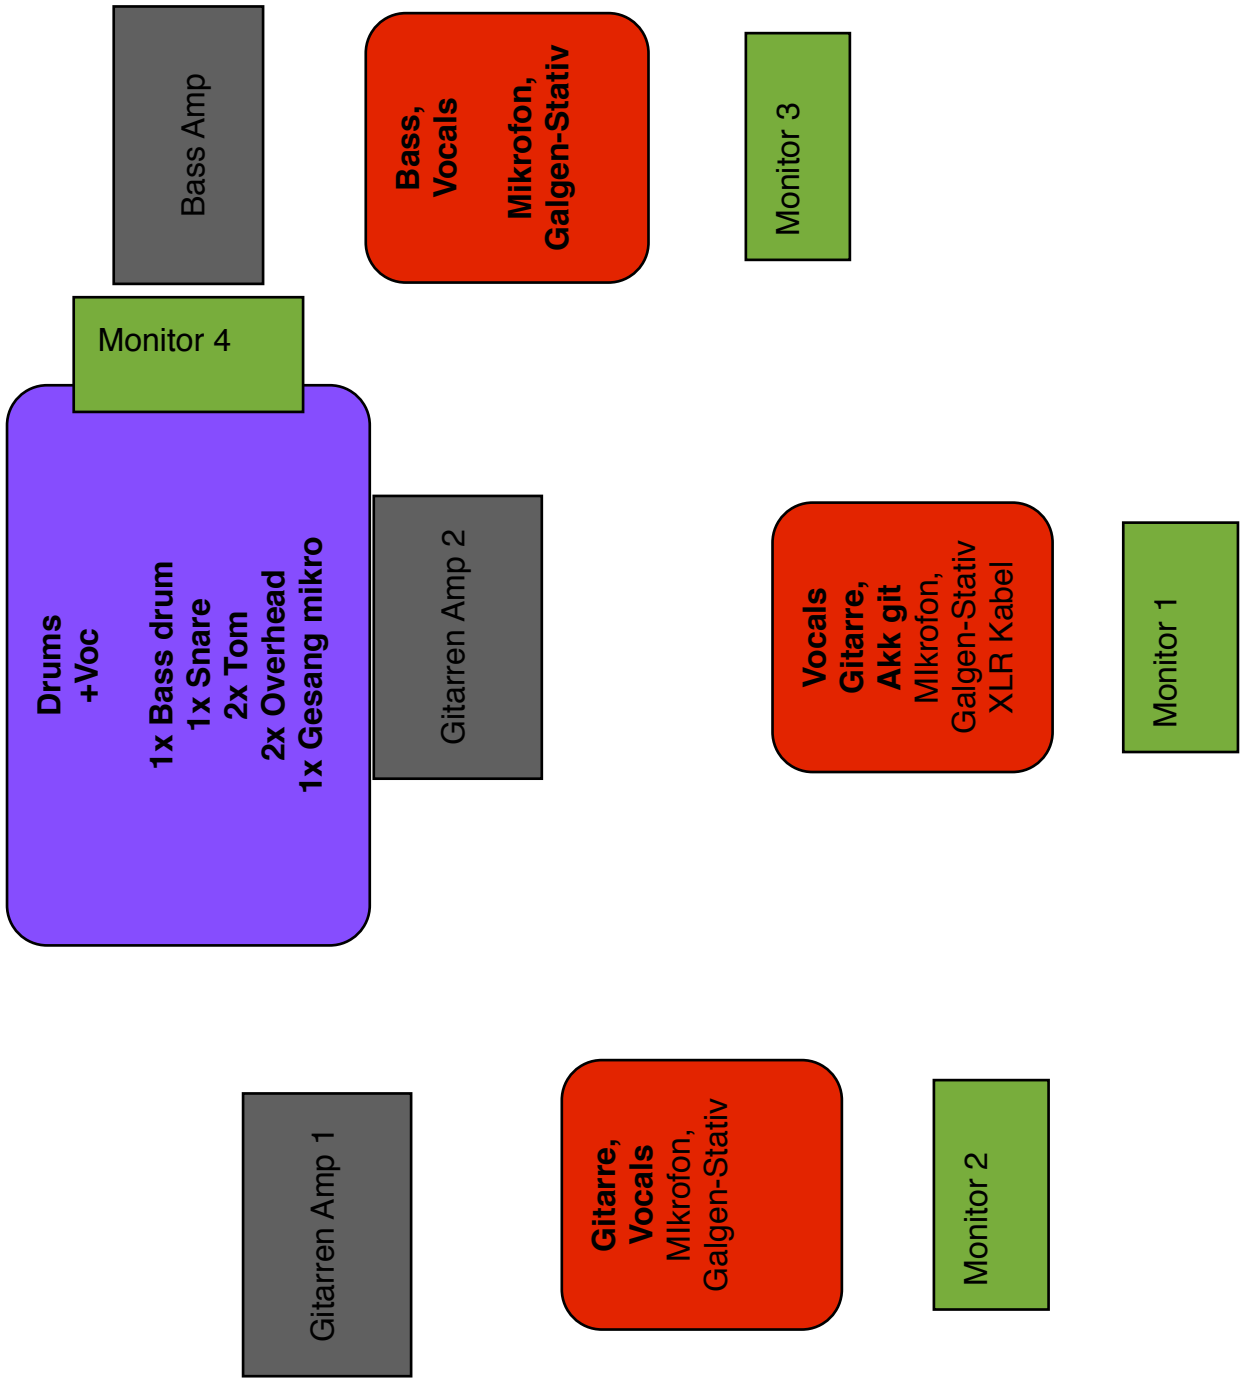 Drums
+Voc
1x Bass drum
1x Snare
2x Tom
2x Overhead
1x Gesang mikro
Monitor 4
Bass Amp
Gitarren Amp 1
Gitarren Amp 2
Gitarre,
Vocals
MIkrofon,
Galgen-Stativ
Vocals
Gitarre,
Akk git
MIkrofon,
Galgen-Stativ
XLR Kabel
Bass,
Vocals
Mikrofon,
Galgen-Stativ
Monitor 2
Monitor 1
Monitor 3